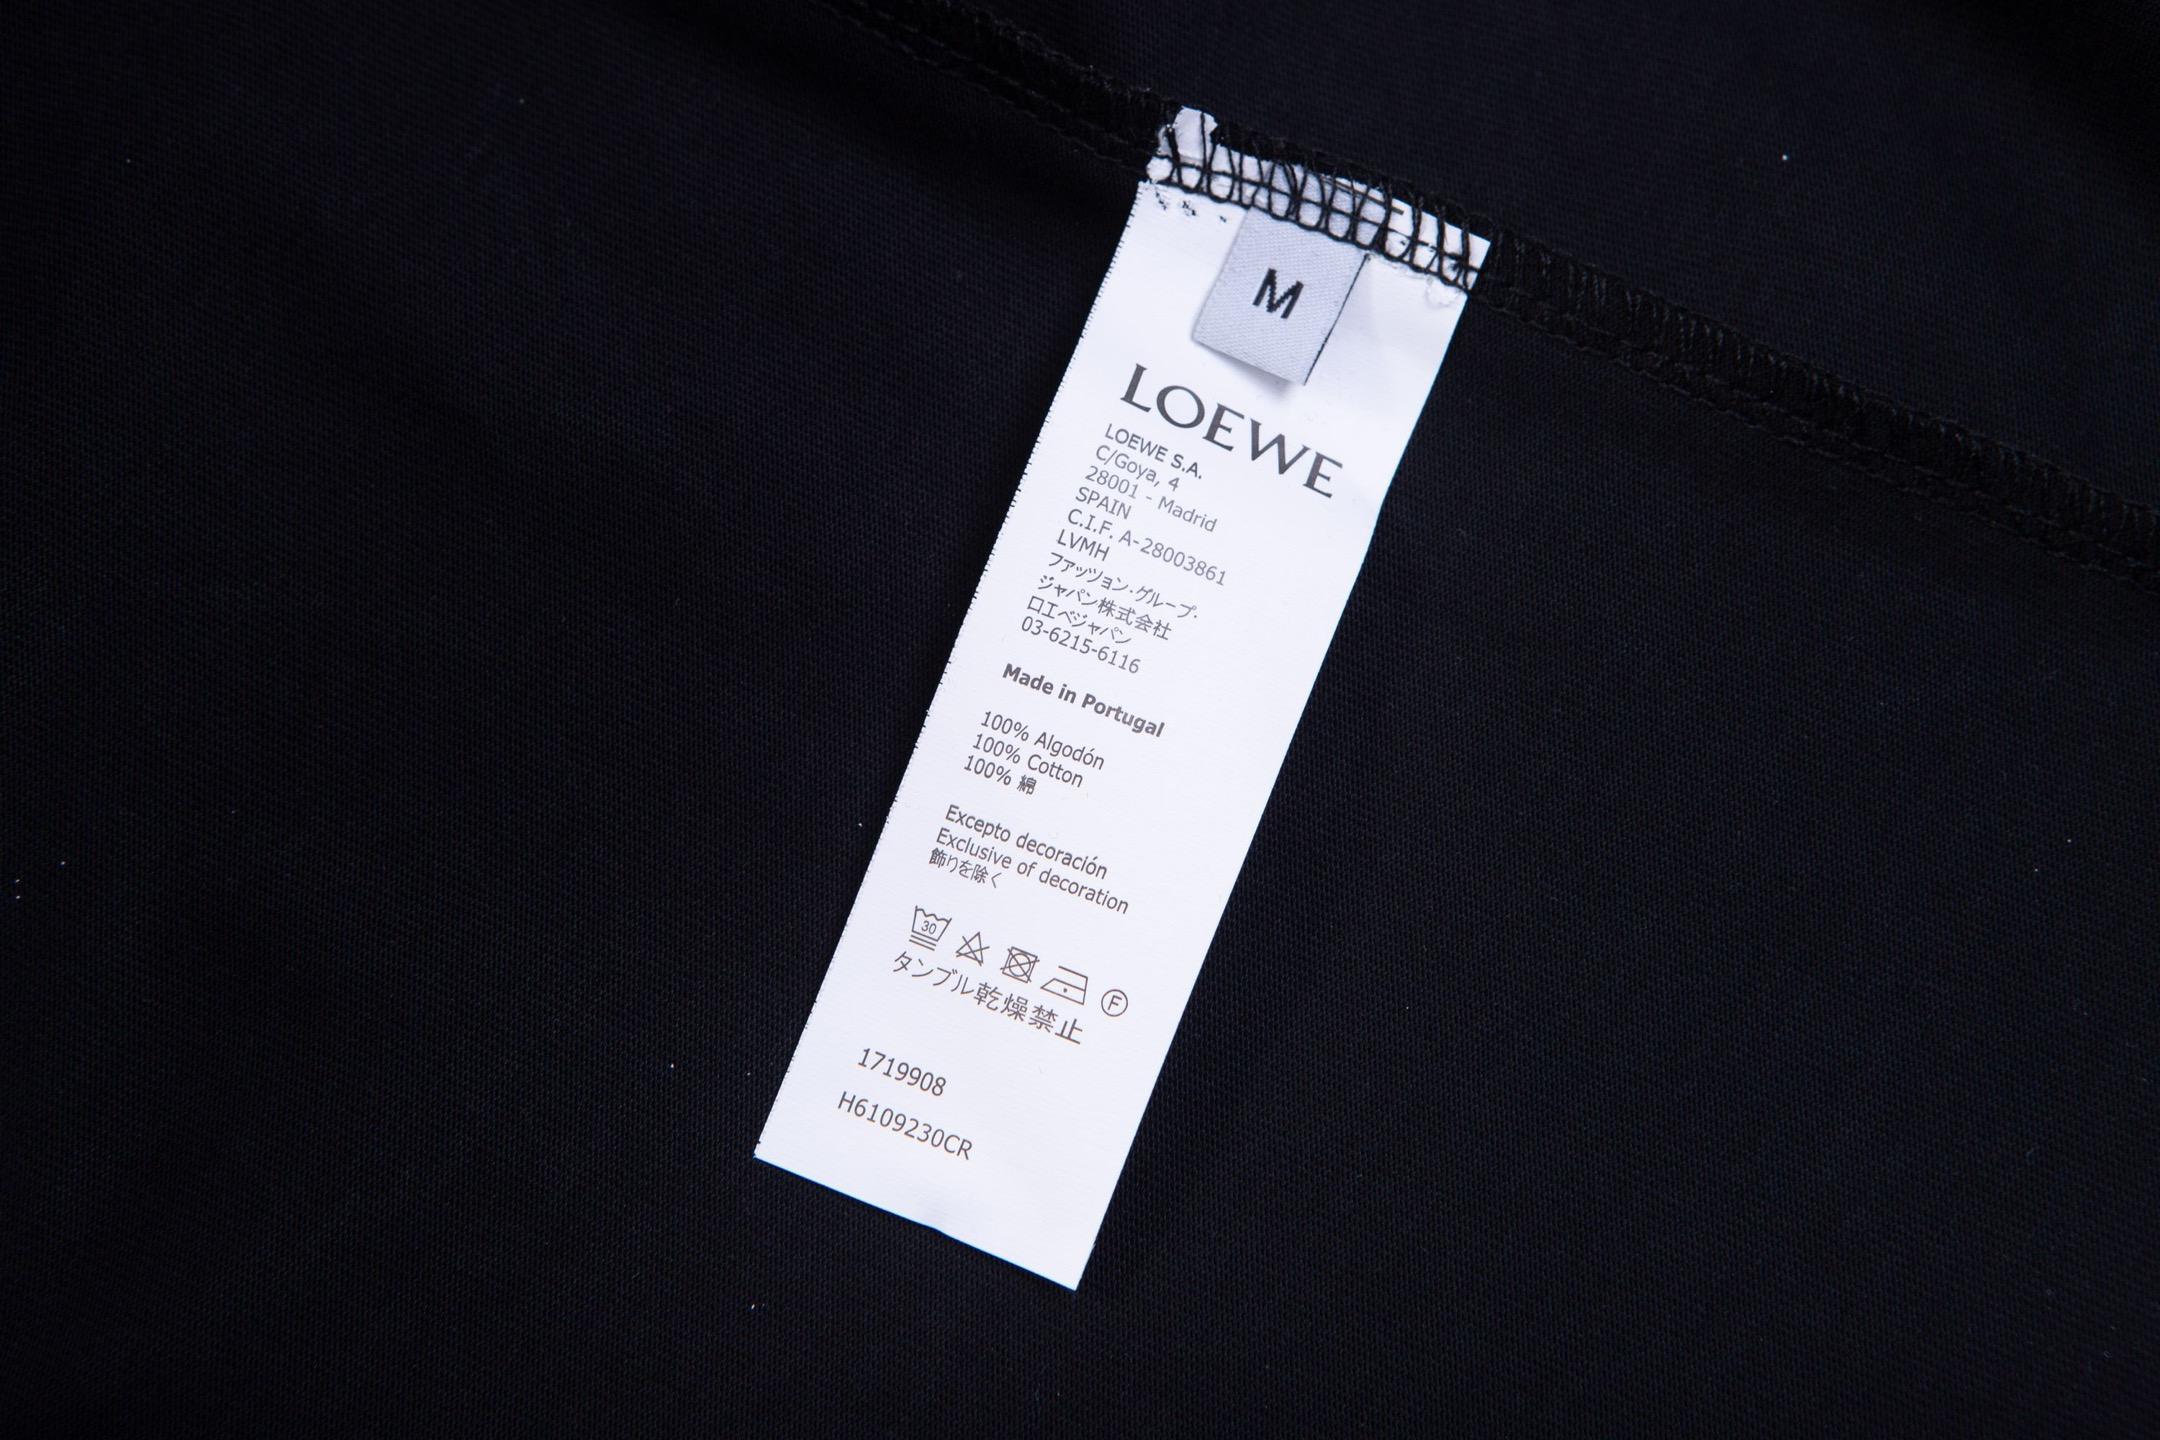 M
LOEWE
LOEWE S.A.
C/Goya, 4
28001 - Madrid
SPAIN
C.I.F. A-28003861
LVMH
ファッツョン·グループ·
ジャパン株式会社
ロエベジャパン
03-6215-6116
Made in Portugal
100% Algodón
100% Cotton
100% 綿
Excepto decoración
Exclusive of decoration
飾りを除く
30
F
タンブル乾燥禁止
1719908
H6109230CR